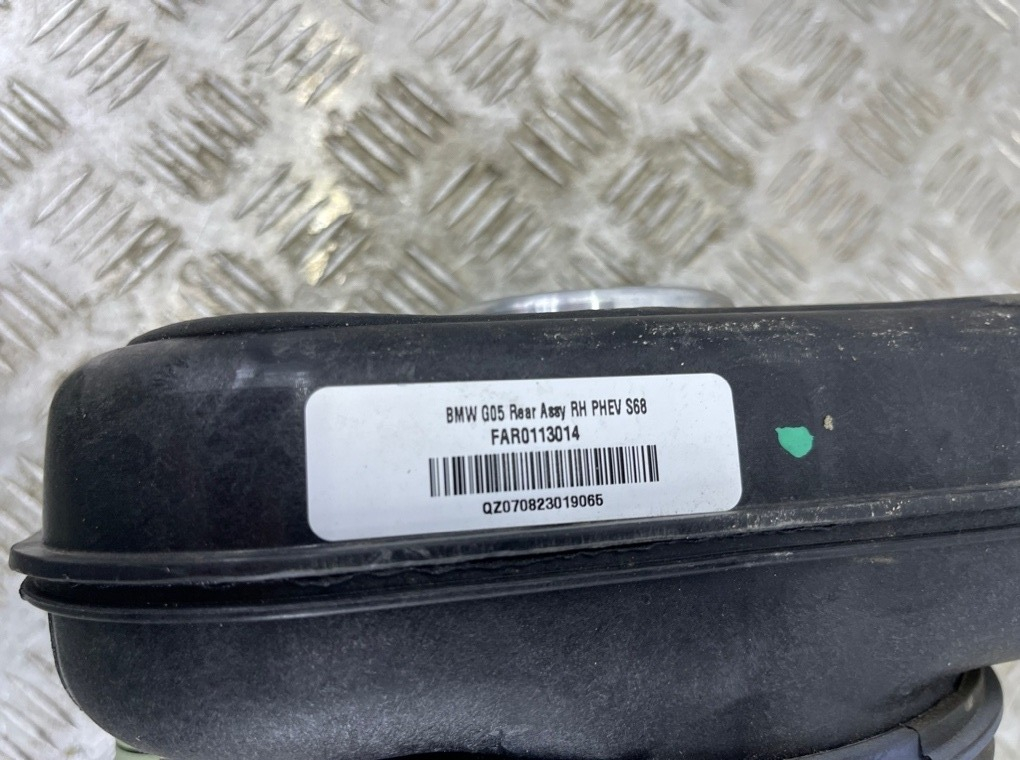 BMW G05 Rear Assy RH PHEV S68
FAR0113014
QZ070823019065